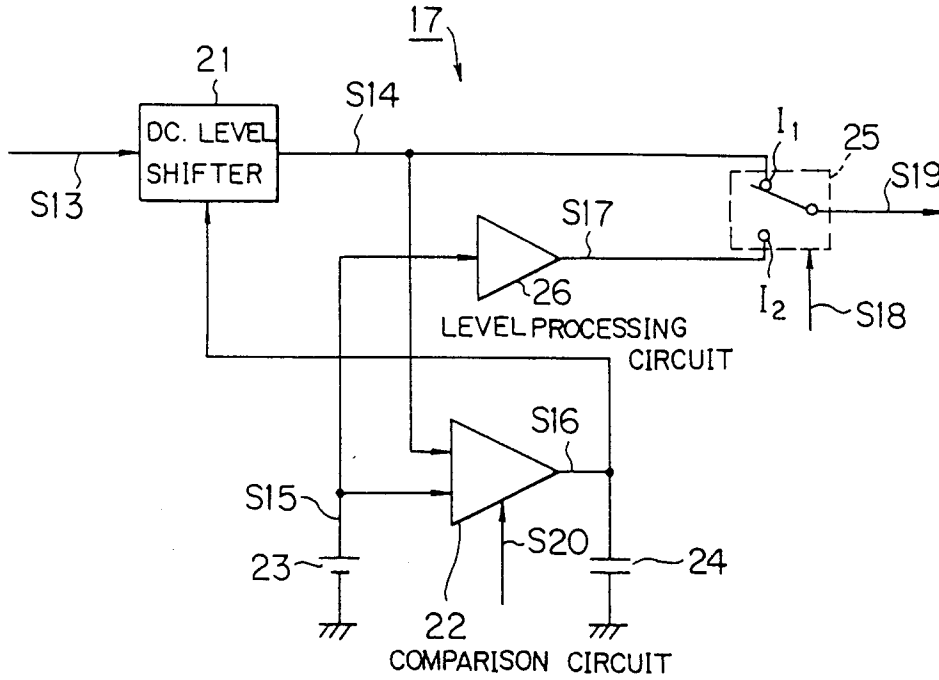 17
21
S14
DC. LEVEL
SHIFTER
I1
25
S19
S13
S17
26
I2
S18
LEVEL PROCESSING
CIRCUIT
S16
S15
S20
23
24
22
COMPARISON CIRCUIT